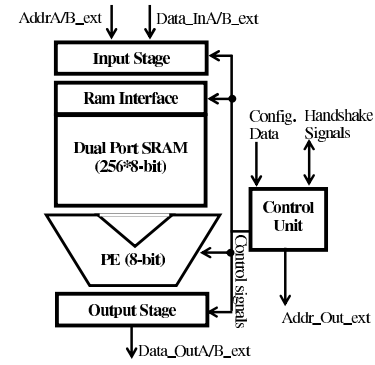 AddrA/B_ext
Data_InA/B_ext
Input Stage
Ram Interface
Dual Port SRAM
(256*8-bit)
Config.
Data
Handshake
Signals
Control
Unit
PE (8-bit)
Control signals
Output Stage
Addr_Out_ext
Data_OutA/B_ext